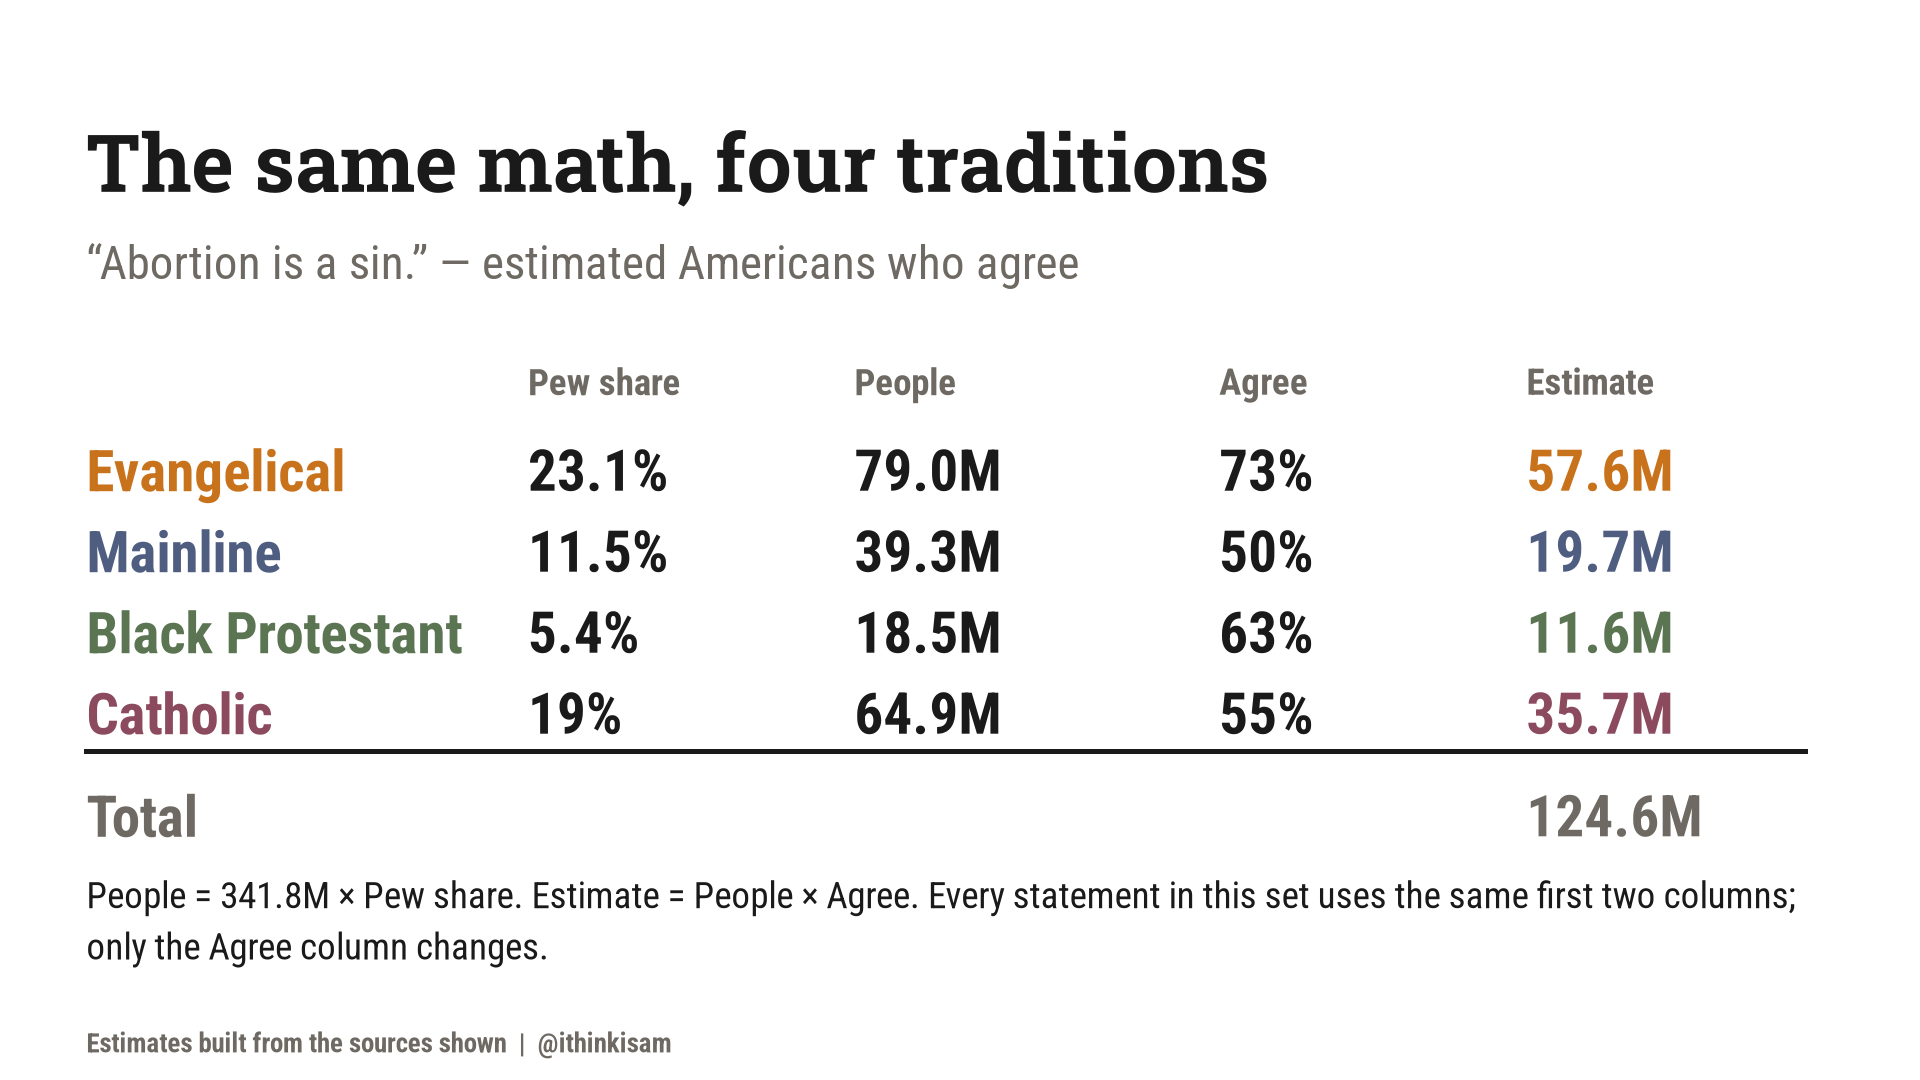 The same math, four traditions
“Abortion is a sin.” — estimated Americans who agree
Pew share People Agree Estimate
Evangelical 23.1% 79.0M 73% 57.6M
Mainline 11.5% 39.3M 50% 19.7M
Black Protestant 5.4% 18.5M 63% 11.6M
Catholic 19% 64.9M 55% 35.7M
Total 124.6M
People = 341.8M × Pew share. Estimate = People × Agree. Every statement in this set uses the same first two columns;
only the Agree column changes.
Estimates built from the sources shown | @ithinkisam